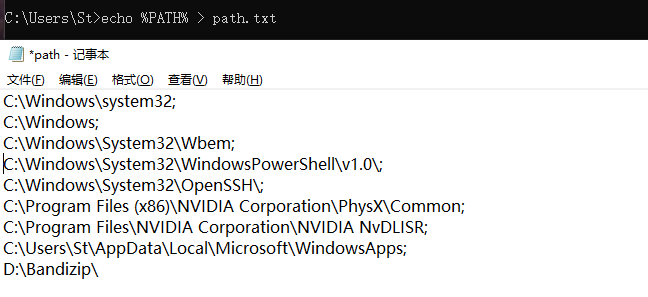 C:\Users\St>echo %PATH% > path.txt
*path - 记事本
文件(F) 编辑(E) 格式(O) 查看(V) 帮助(H)
C:\Windows\system32;
C:\Windows;
C:\Windows\System32\Wbem;
C:\Windows\System32\WindowsPowerShell\v1.0\;
C:\Windows\System32\OpenSSH\;
C:\Program Files (x86)\NVIDIA Corporation\PhysX\Common;
C:\Program Files\NVIDIA Corporation\NVIDIA NvDLISR;
C:\Users\St\AppData\Local\Microsoft\WindowsApps;
D:\Bandizip\